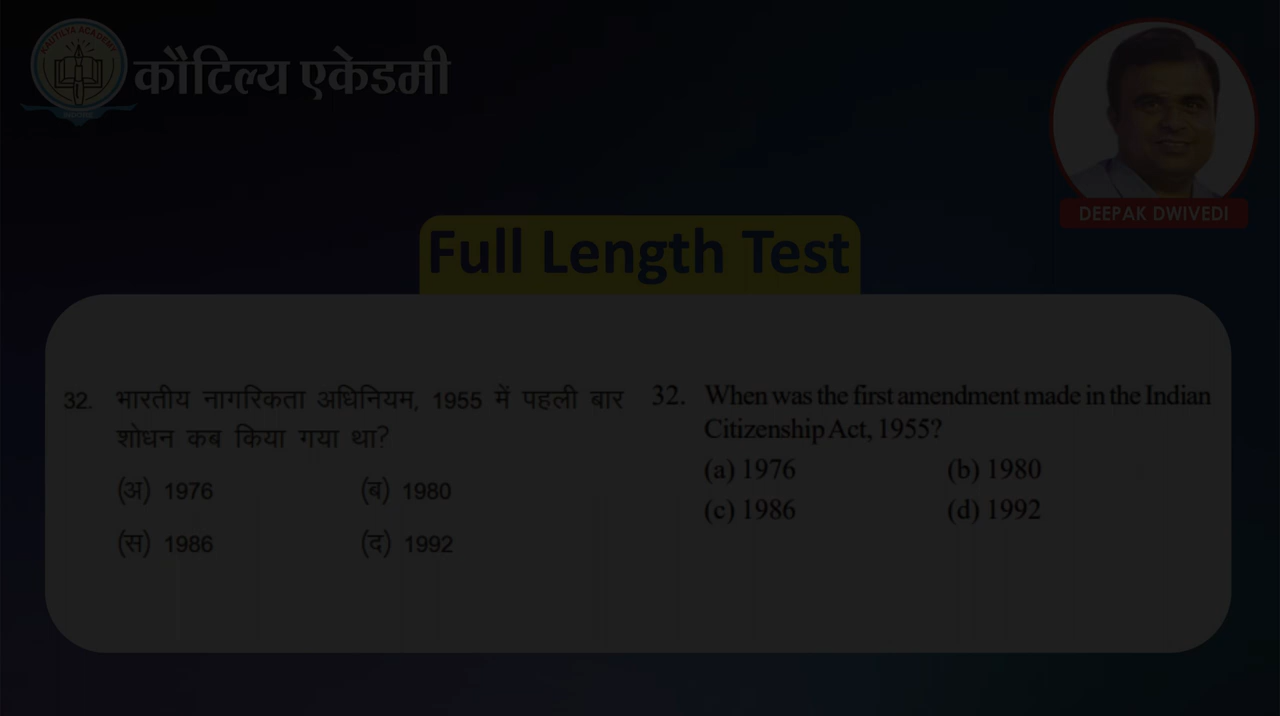 KAUTILYA ACADEMY
कौटिल्य एकेडमी
DEEPAK DWIVEDI
Full Length Test
32. भारतीय नागरिकता अधिनियम, 1955 में पहली बार
शोधन कब किया गया था?
(अ) 1976 (ब) 1980
(स) 1986 (द) 1992
32. When was the first amendment made in the Indian
Citizenship Act, 1955?
(a) 1976 (b) 1980
(c) 1986 (d) 1992